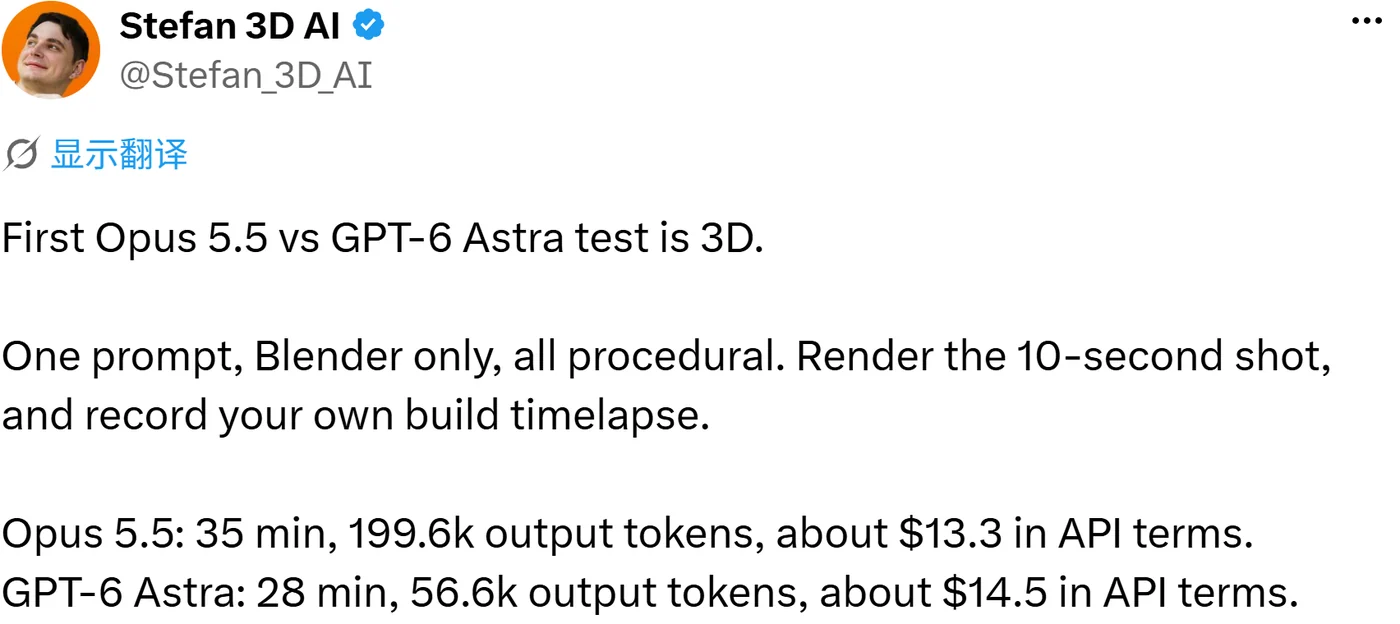 Stefan 3D AI
@Stefan_3D_AI
显示翻译
First Opus 5.5 vs GPT-6 Astra test is 3D.
One prompt, Blender only, all procedural. Render the 10-second shot,
and record your own build timelapse.
Opus 5.5: 35 min, 199.6k output tokens, about $13.3 in API terms.
GPT-6 Astra: 28 min, 56.6k output tokens, about $14.5 in API terms.